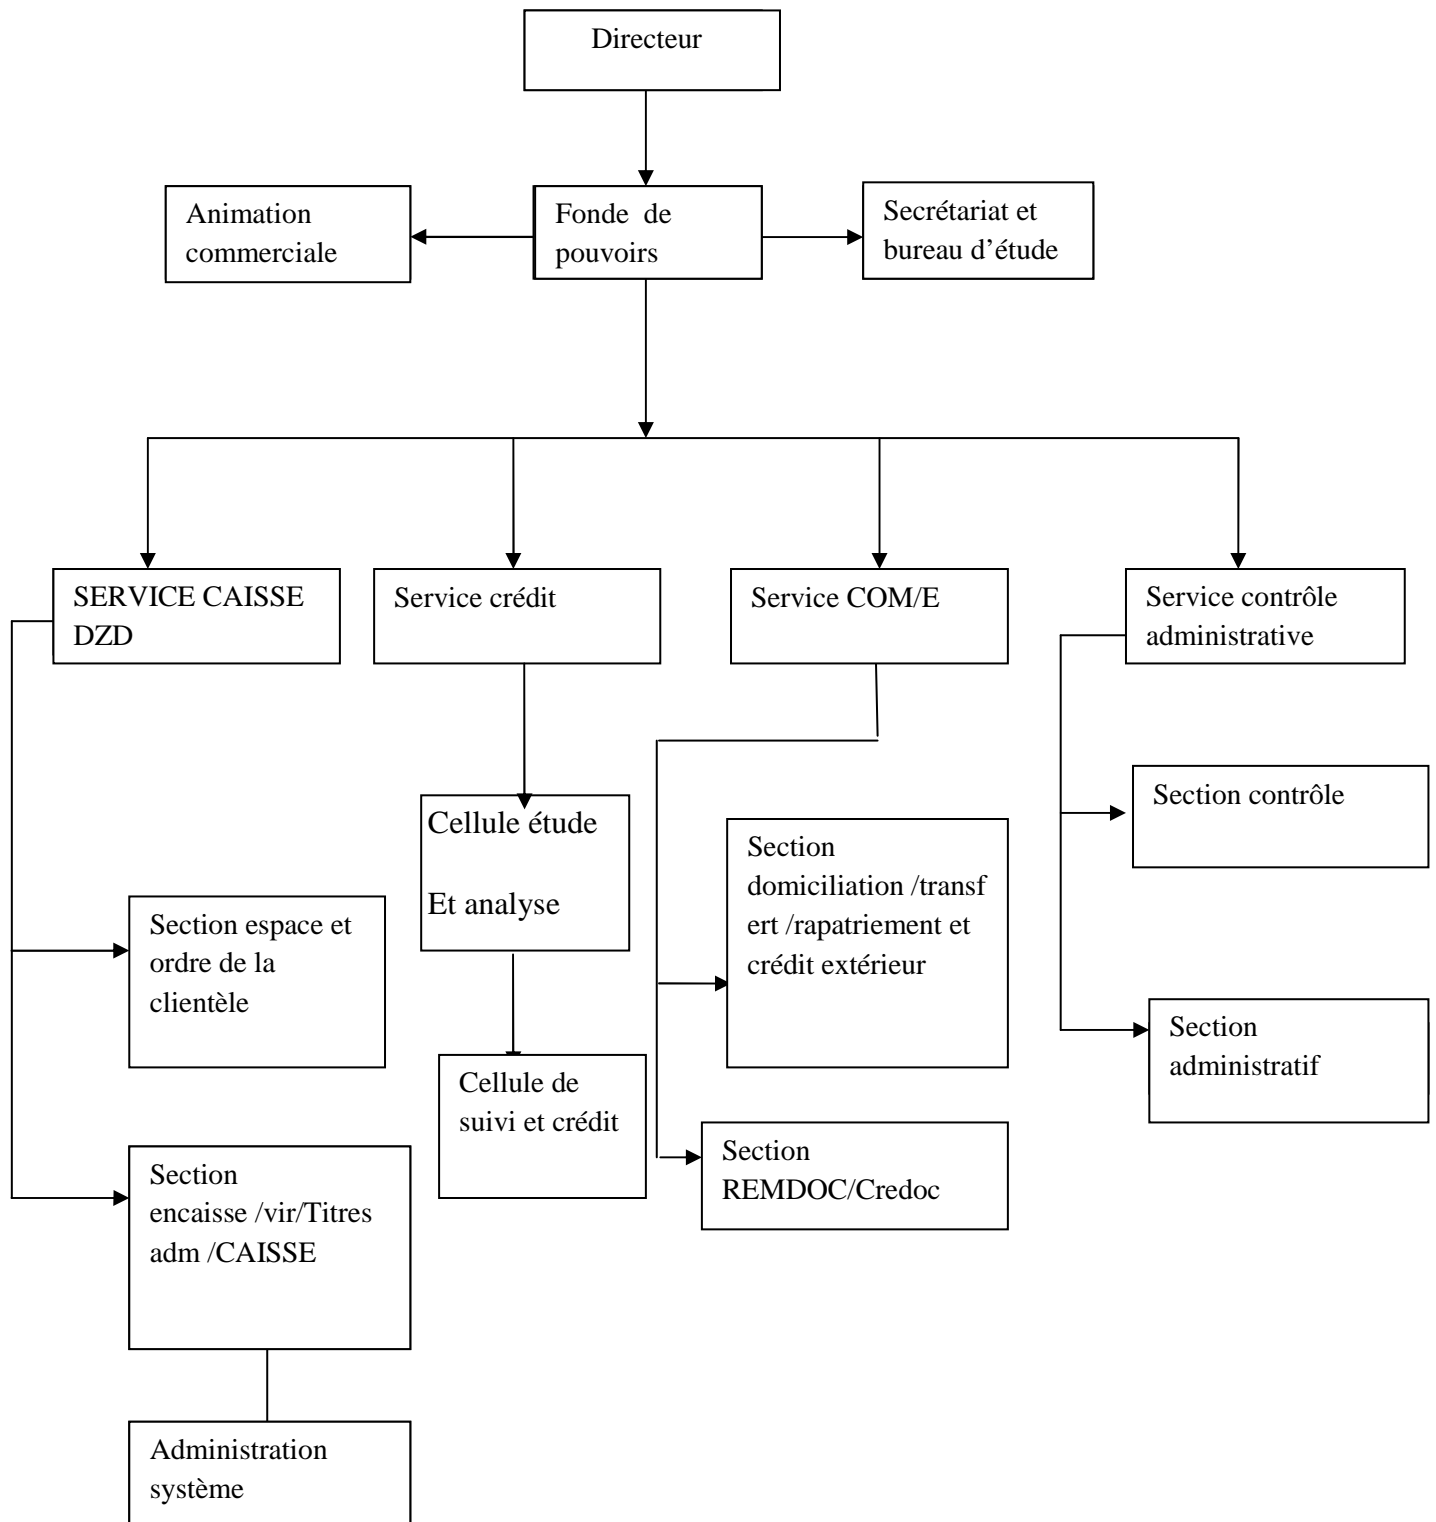 Directeur
Animation
commerciale
Fonde de
pouvoirs
Secrétariat et
bureau d’étude
SERVICE CAISSE
DZD
Service crédit
Service COM/E
Service contrôle
administrative
Section contrôle
Cellule étude
Et analyse
Section
domiciliation /transf
ert /rapatriement et
crédit extérieur
Section espace et
ordre de la
clientèle
Section
administratif
Cellule de
suivi et crédit
Section
REMDOC/Credoc
Section
encaisse /vir/Titres
adm /CAISSE
Administration
système